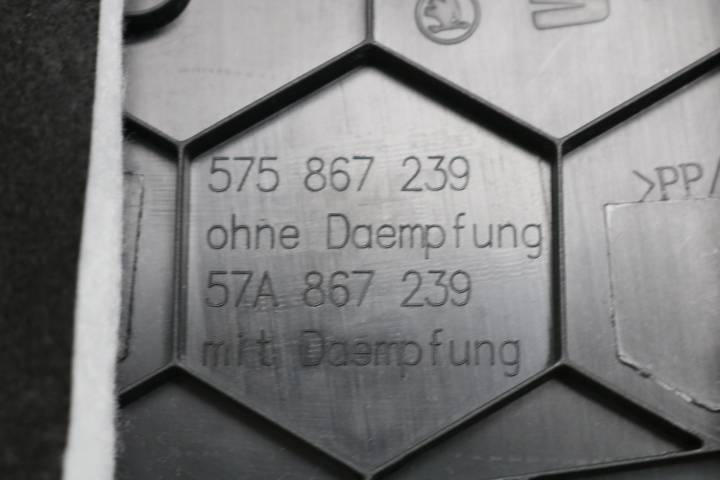 575 867 239
ohne Daempfung
57A 867 239
mit Daempfung
>PP/